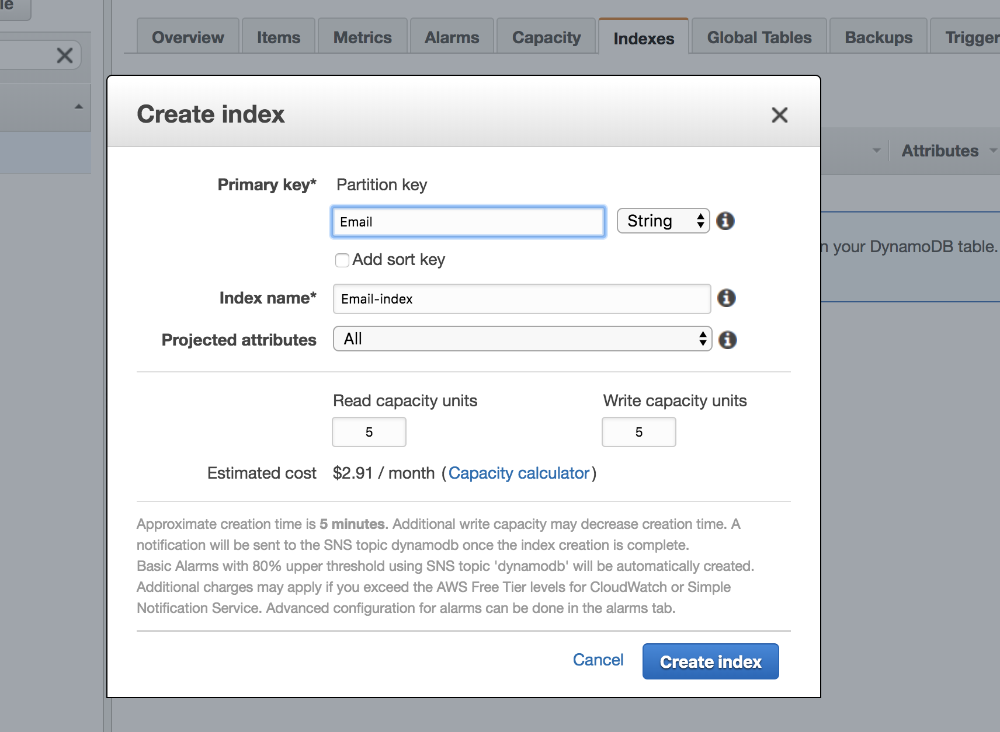 le
Overview Items Metrics Alarms Capacity Indexes Global Tables Backups Trigger
Create index
Attributes
Primary key* Partition key
Email String
n your DynamoDB table.
Add sort key
Index name* Email-index
Projected attributes All
Read capacity units Write capacity units
5 5
Estimated cost $2.91 / month (Capacity calculator)
Approximate creation time is 5 minutes. Additional write capacity may decrease creation time. A
notification will be sent to the SNS topic dynamodb once the index creation is complete.
Basic Alarms with 80% upper threshold using SNS topic 'dynamodb' will be automatically created.
Additional charges may apply if you exceed the AWS Free Tier levels for CloudWatch or Simple
Notification Service. Advanced configuration for alarms can be done in the alarms tab.
Cancel Create index